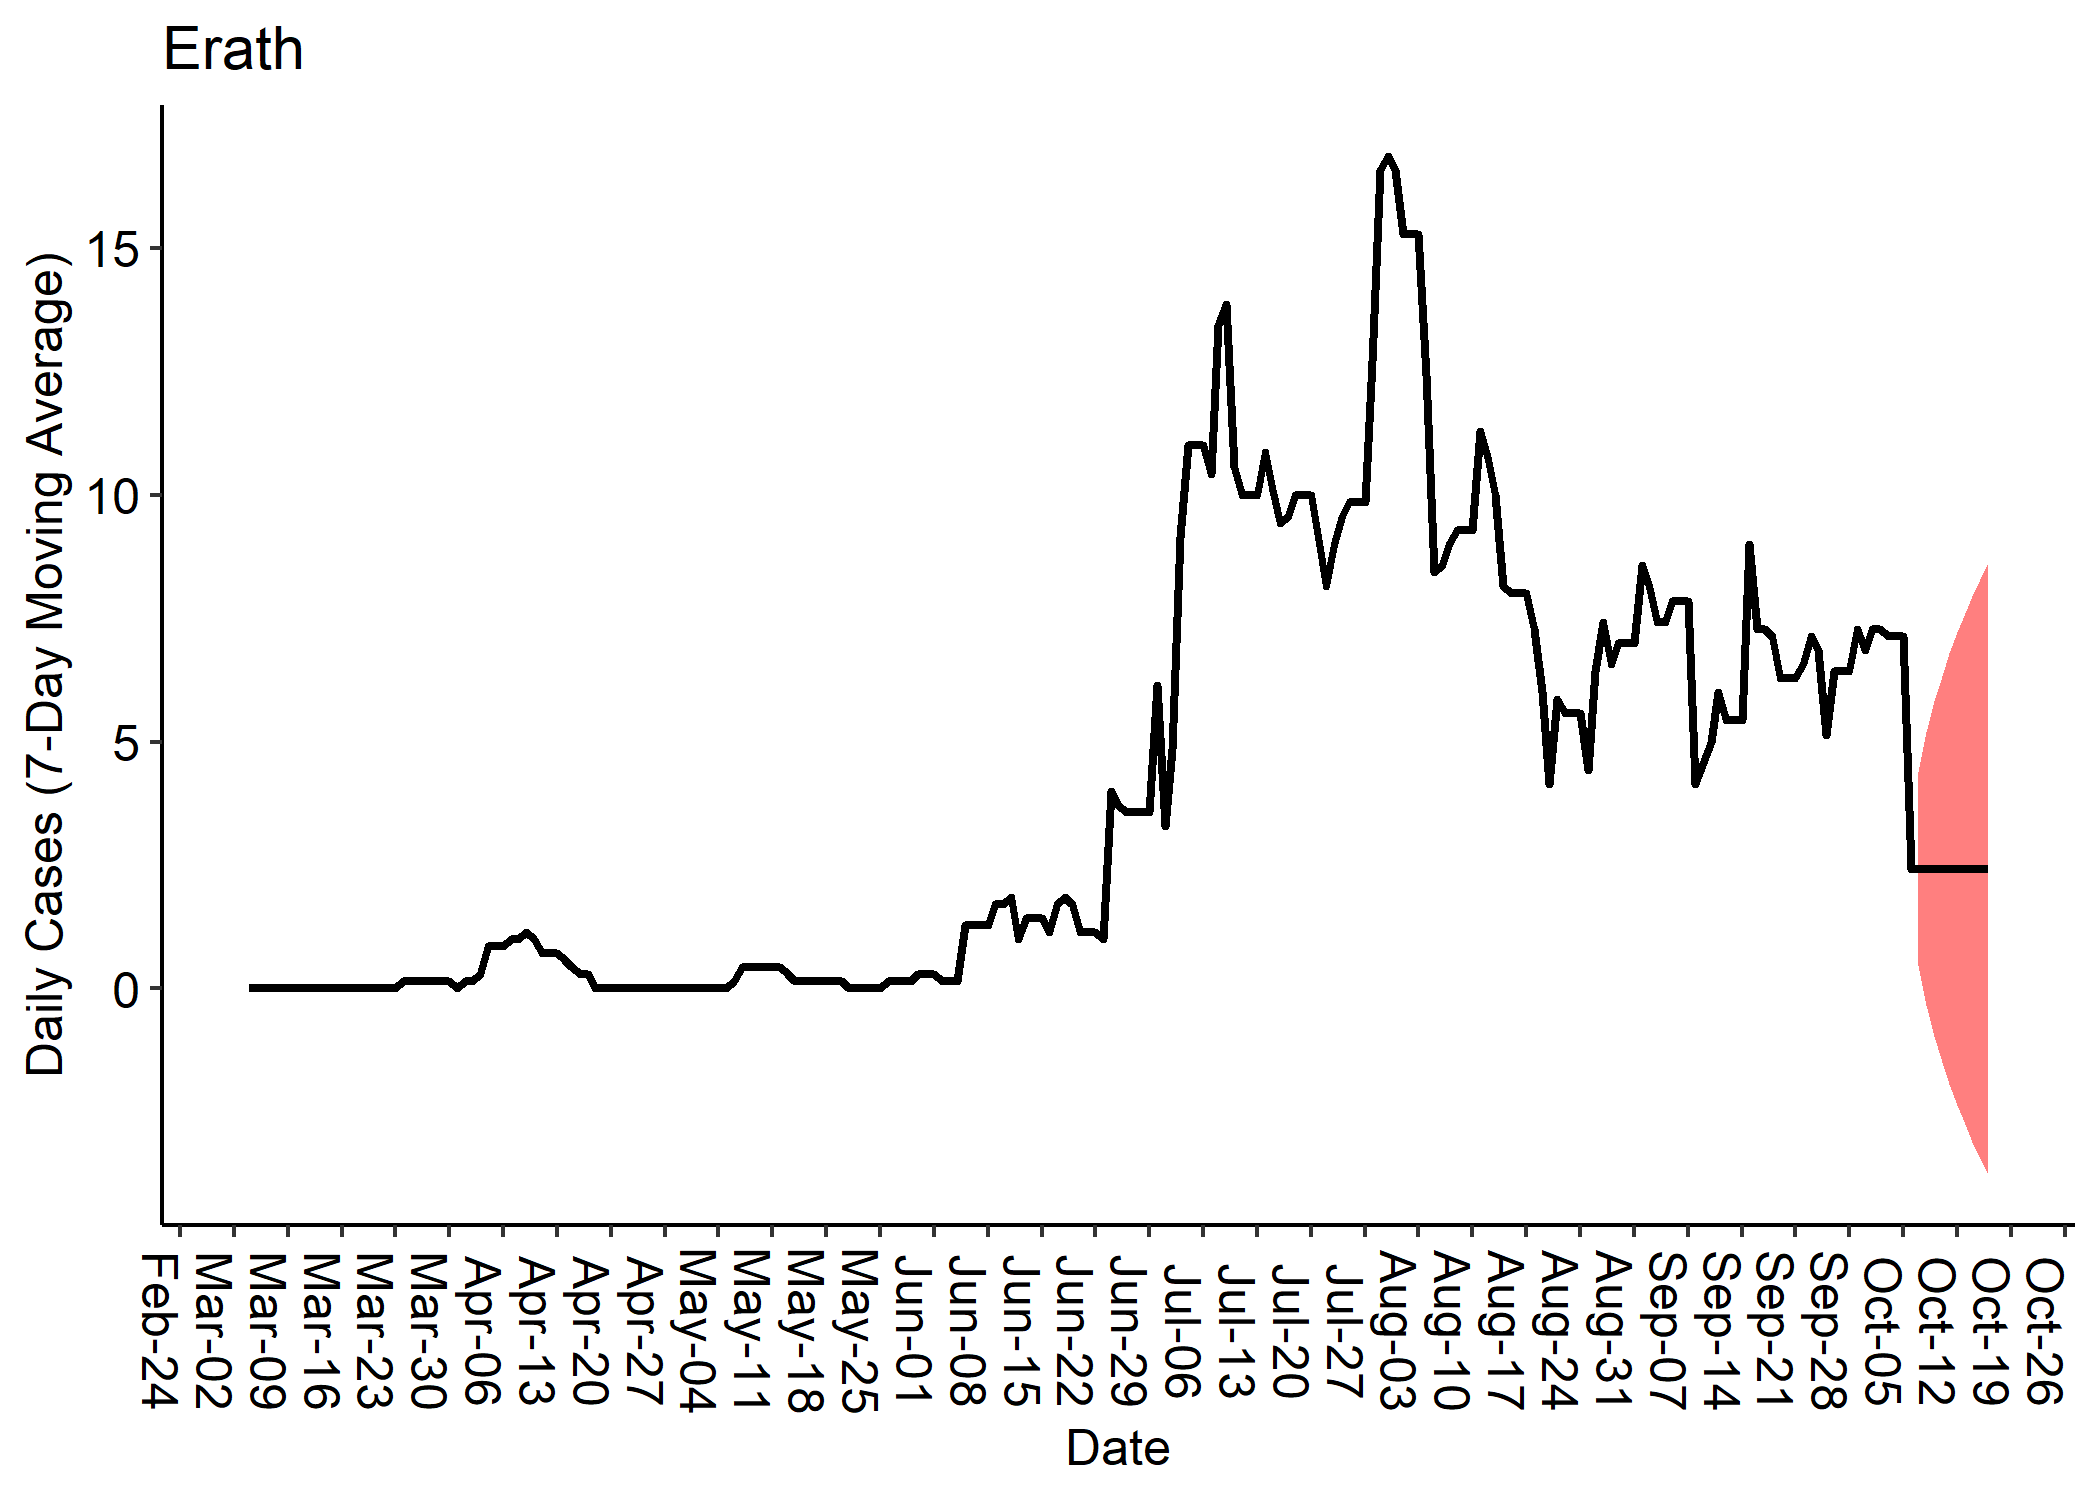 Erath
Daily Cases (7-Day Moving Average)
15
10
5
0
Feb-24
Mar-02
Mar-09
Mar-16
Mar-23
Mar-30
Apr-06
Apr-13
Apr-20
Apr-27
May-04
May-11
May-18
May-25
Jun-01
Jun-08
Jun-15
Jun-22
Jun-29
Jul-06
Jul-13
Jul-20
Jul-27
Aug-03
Aug-10
Aug-17
Aug-24
Aug-31
Sep-07
Sep-14
Sep-21
Sep-28
Oct-05
Oct-12
Oct-19
Oct-26
Date